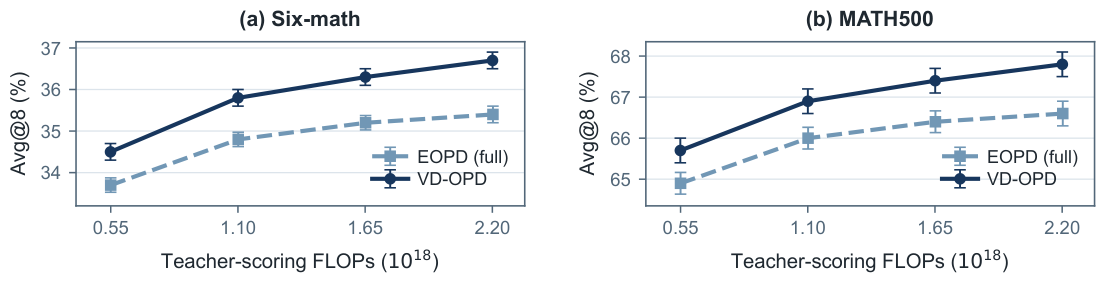 (a) Six-math
37
36
35
34
Avg@8 (%)
EOPD (full)
VD-OPD
0.55 1.10 1.65 2.20
Teacher-scoring FLOPs (10^18)
(b) MATH500
68
67
66
65
Avg@8 (%)
EOPD (full)
VD-OPD
0.55 1.10 1.65 2.20
Teacher-scoring FLOPs (10^18)